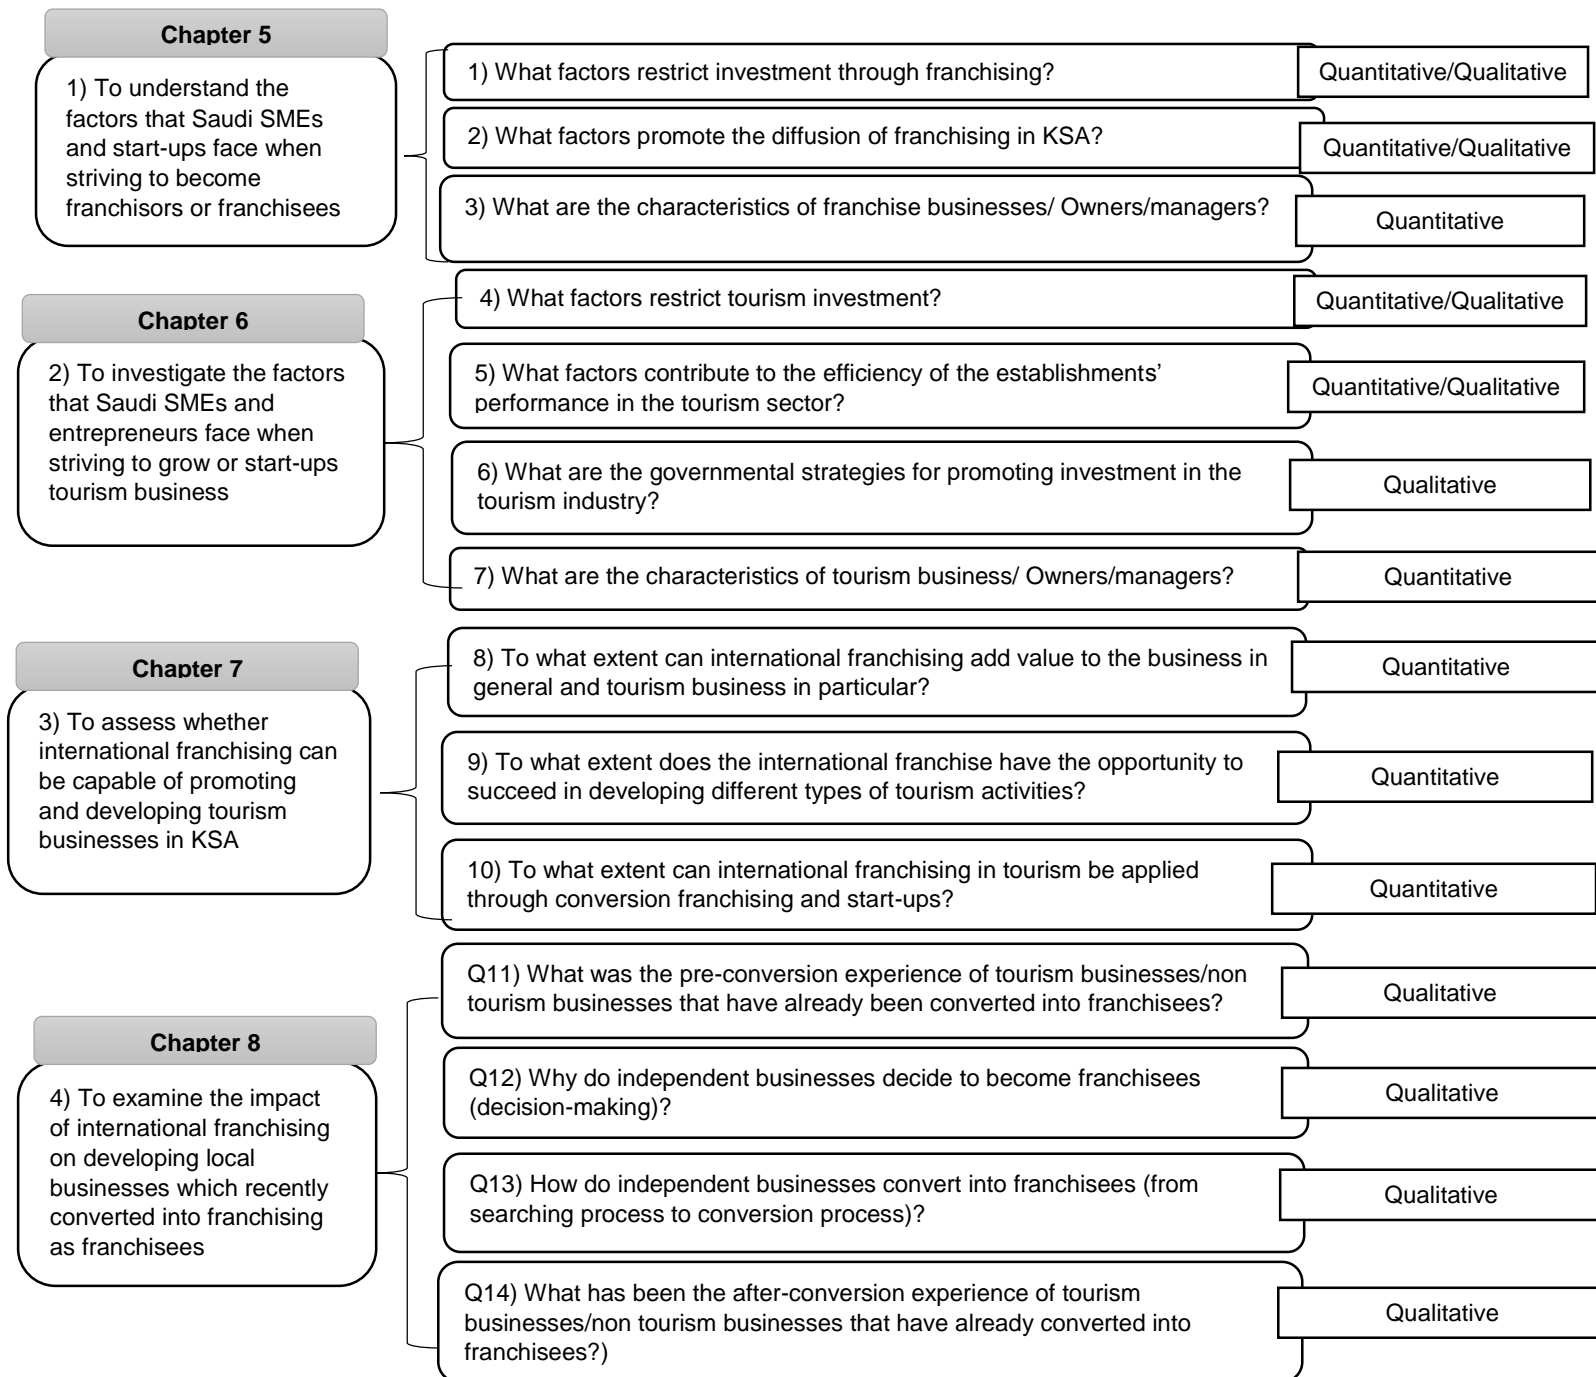 Chapter 5
1) To understand the
factors that Saudi SMEs
and start-ups face when
striving to become
franchisors or franchisees
1) What factors restrict investment through franchising?
Quantitative/Qualitative
2) What factors promote the diffusion of franchising in KSA?
Quantitative/Qualitative
3) What are the characteristics of franchise businesses/ Owners/managers?
Quantitative
Chapter 6
2) To investigate the factors
that Saudi SMEs and
entrepreneurs face when
striving to grow or start-ups
tourism business
4) What factors restrict tourism investment?
Quantitative/Qualitative
5) What factors contribute to the efficiency of the establishments’
performance in the tourism sector?
Quantitative/Qualitative
6) What are the governmental strategies for promoting investment in the
tourism industry?
Qualitative
7) What are the characteristics of tourism business/ Owners/managers?
Quantitative
Chapter 7
3) To assess whether
international franchising can
be capable of promoting
and developing tourism
businesses in KSA
8) To what extent can international franchising add value to the business in
general and tourism business in particular?
Quantitative
9) To what extent does the international franchise have the opportunity to
succeed in developing different types of tourism activities?
Quantitative
10) To what extent can international franchising in tourism be applied
through conversion franchising and start-ups?
Quantitative
Chapter 8
4) To examine the impact
of international franchising
on developing local
businesses which recently
converted into franchising
as franchisees
Q11) What was the pre-conversion experience of tourism businesses/non
tourism businesses that have already been converted into franchisees?
Qualitative
Q12) Why do independent businesses decide to become franchisees
(decision-making)?
Qualitative
Q13) How do independent businesses convert into franchisees (from
searching process to conversion process)?
Qualitative
Q14) What has been the after-conversion experience of tourism
businesses/non tourism businesses that have already converted into
franchisees?)
Qualitative